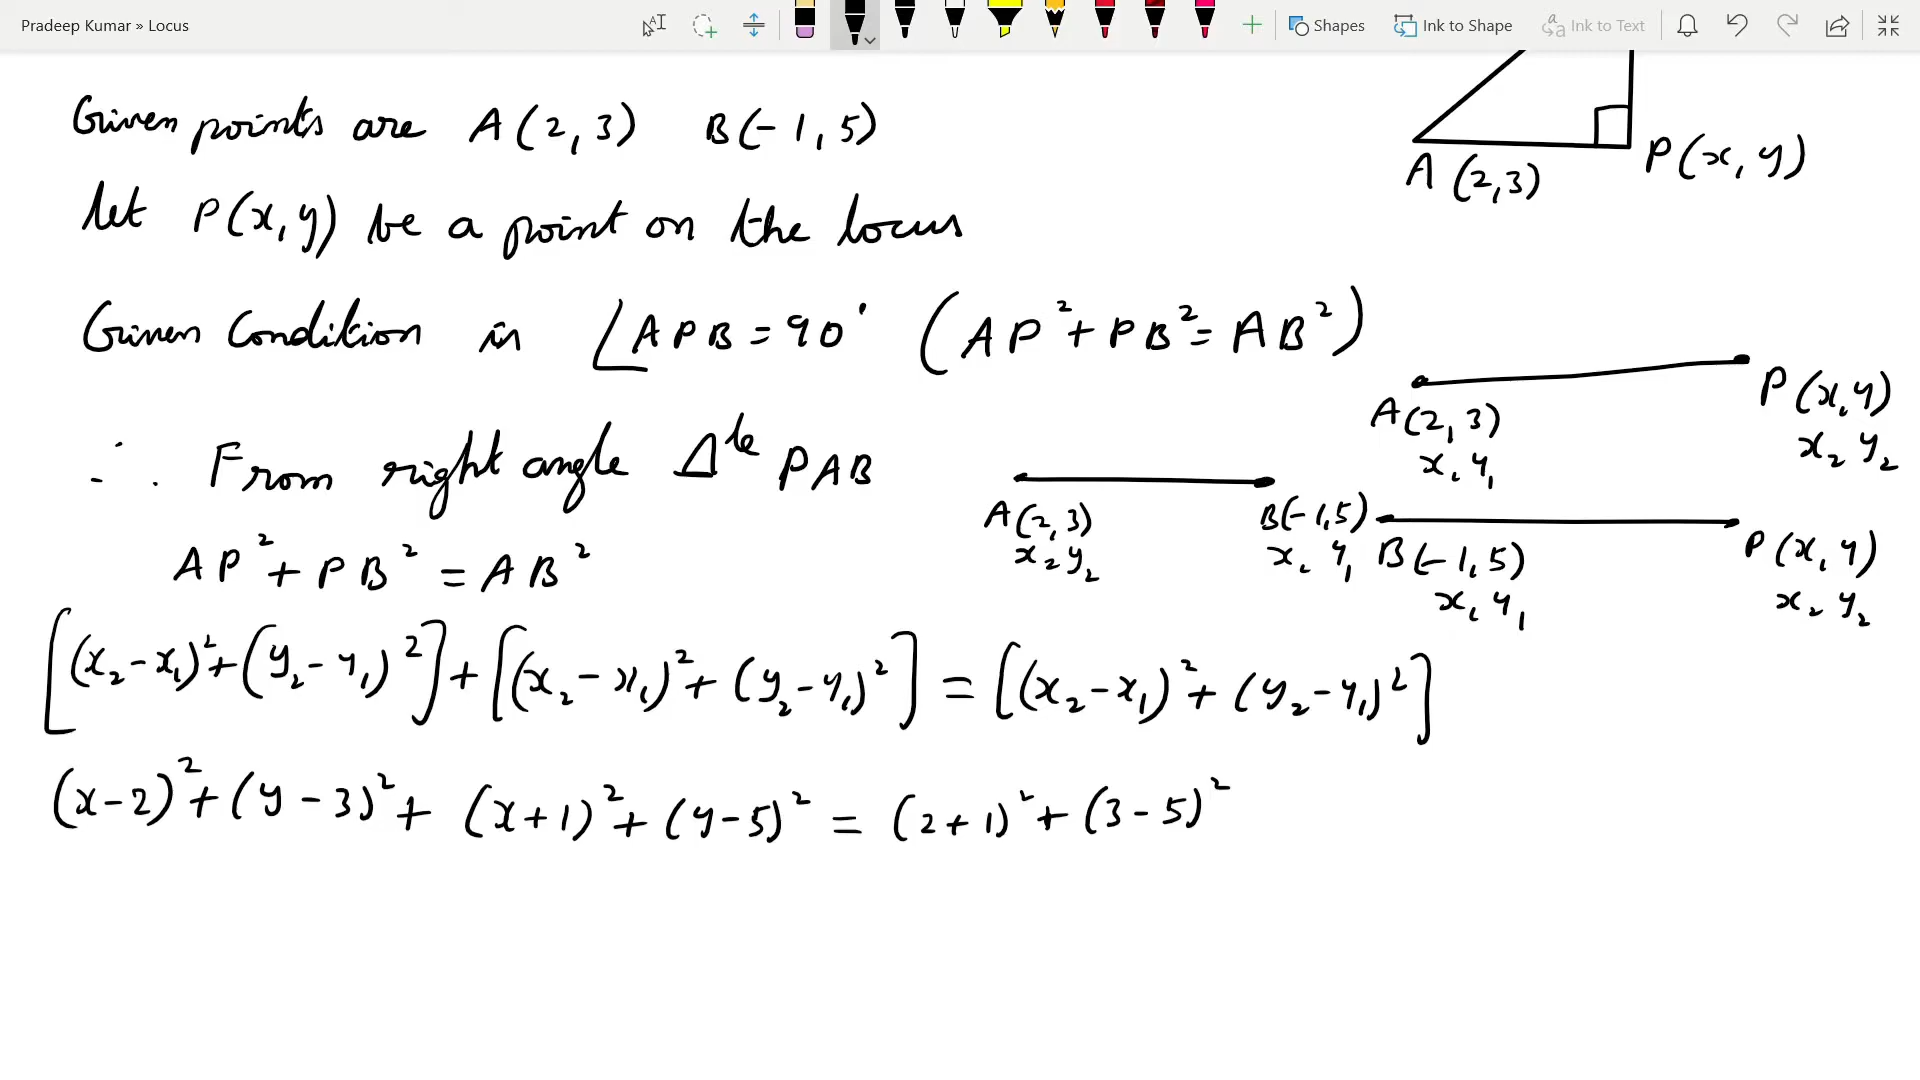 Pradeep Kumar » Locus
Shapes
Ink to Shape
Ink to Text
Given points are A(2,3) B(-1,5)
A(2,3)
P(x,y)
let P(x,y) be a point on the locus
Given Condition is ∠APB=90° (AP²+PB²=AB²)
A(2,3)
x₁ y₁
P(x,y)
x₂ y₂
∴ From right angle Δle PAB
A(2,3)
x₂ y₂
B(-1,5)
x₁ y₁
B(-1,5)
x₁ y₁
P(x,y)
x₂ y₂
AP²+PB²=AB²
[(x₂-x₁)²+(y₂-y₁)²]+[(x₂-x₁)²+(y₂-y₁)²]=[(x₂-x₁)²+(y₂-y₁)²]
(x-2)²+(y-3)²+(x+1)²+(y-5)²=(2+1)²+(3-5)²